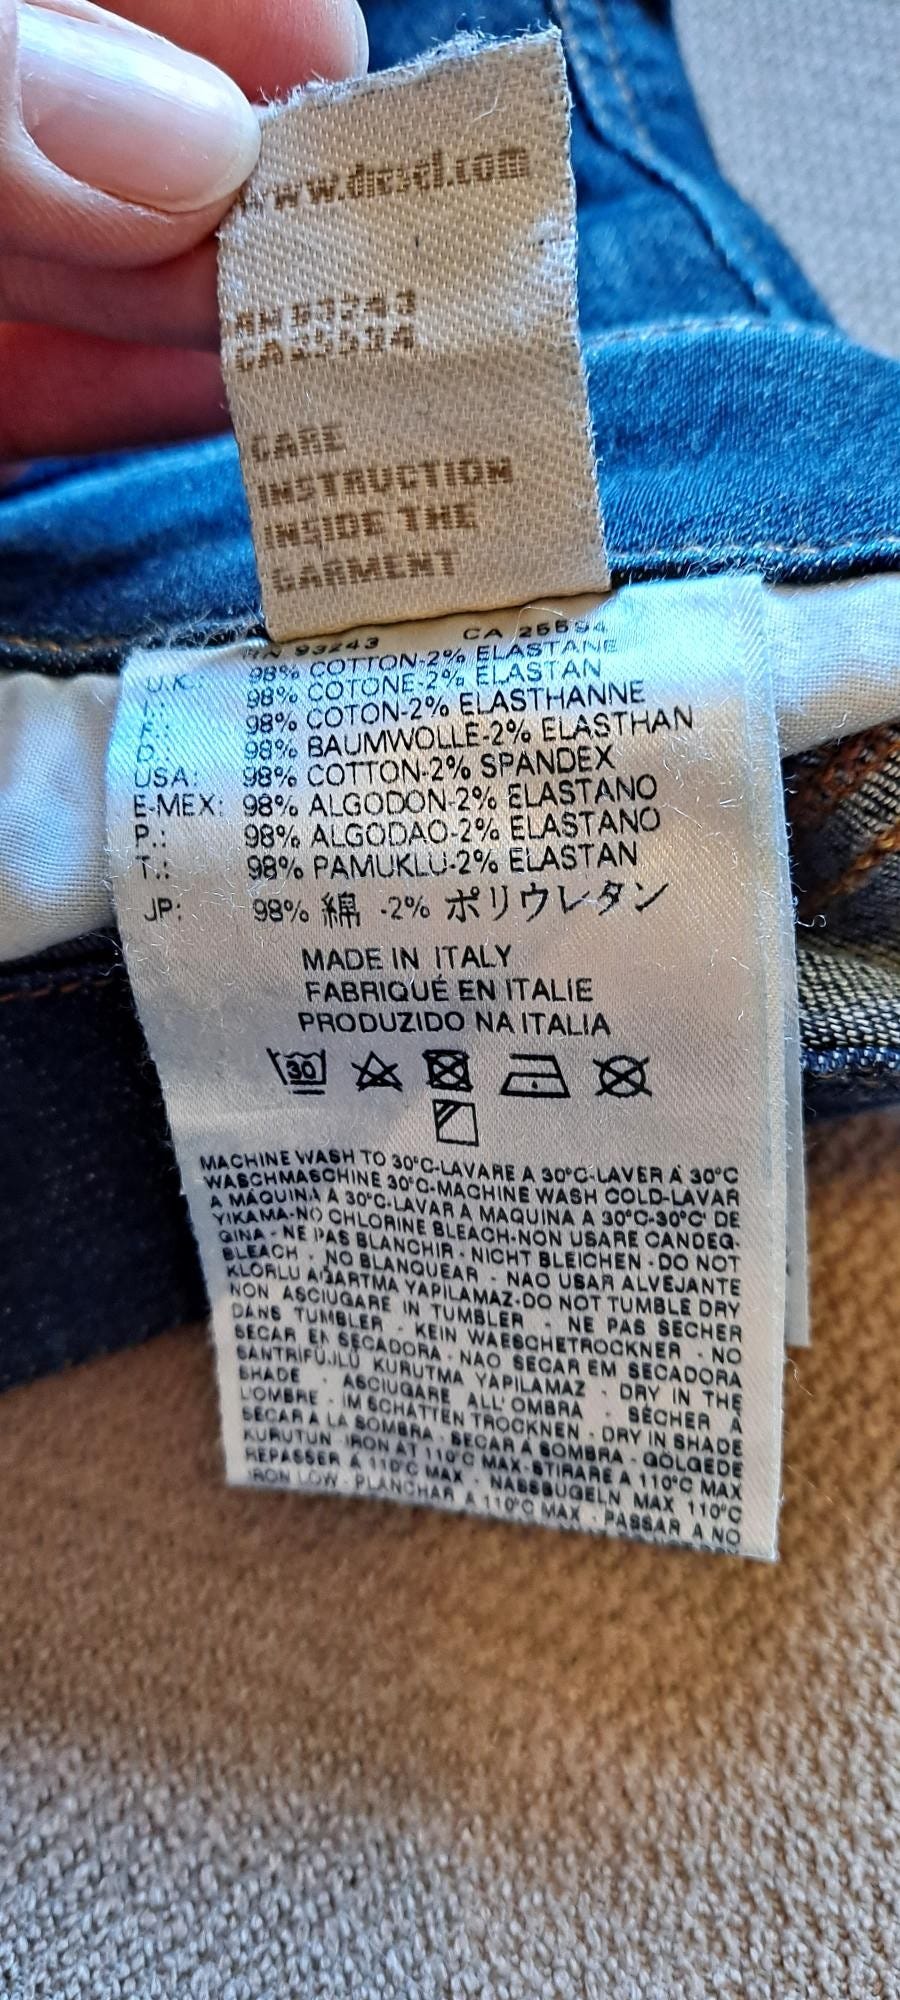 www.diesel.com
RN 93243
CA 25594
CARE
INSTRUCTION
INSIDE THE
GARMENT
RN 93243 CA 25594
U.K.: 98% COTTON-2% ELASTANE
I.: 98% COTONE-2% ELASTAN
F.: 98% COTON-2% ELASTHANNE
D.: 98% BAUMWOLLE-2% ELASTHAN
USA: 98% COTTON-2% SPANDEX
E-MEX: 98% ALGODON-2% ELASTANO
P.: 98% ALGODAO-2% ELASTANO
T.: 98% PAMUKLU-2% ELASTAN
JP: 98% 綿 -2% ポリウレタン
MADE IN ITALY
FABRIQUÉ EN ITALIE
PRODUZIDO NA ITALIA
30
MACHINE WASH TO 30°C-LAVARE A 30°C-LAVER À 30°C
WASCHMASCHINE 30°C-MACHINE WASH COLD-LAVAR
A MÁQUINA A 30°C-LAVAR A MAQUINA A 30°C-30°C' DE
YIKAMA-NO CHLORINE BLEACH-NON USARE CANDEG-
GINA - NE PAS BLANCHIR - NICHT BLEICHEN - DO NOT
BLEACH - NO BLANQUEAR - NAO USAR ALVEJANTE
KLORLU AĞARTMA YAPILAMAZ-DO NOT TUMBLE DRY
NON ASCIUGARE IN TUMBLER - NE PAS SECHER
DANS TUMBLER - KEIN WAESCHETROCKNER - NO
SECAR EN SECADORA - NAO SECAR EM SECADORA
SANTRIFÜJLÜ KURUTMA YAPILAMAZ - DRY IN THE
SHADE - ASCIUGARE ALL'OMBRA - SÉCHER À
L'OMBRE - IM SCHATTEN TROCKNEN - DRY IN SHADE
SECAR A LA SOMBRA - SECAR Á SOMBRA - GÖLGEDE
KURUTUN - IRON AT 110°C MAX-STIRARE A 110°C MAX
REPASSER A 110°C MAX - NASSBUGELN MAX 110°C
IRON LOW - PLANCHAR A 110°C MAX - PASSAR A NO